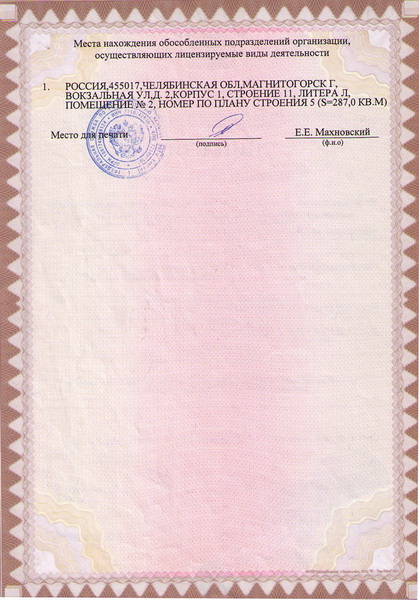 Места нахождения обособленных подразделений организации,
осуществляющих лицензируемые виды деятельности
1. РОССИЯ,455017,ЧЕЛЯБИНСКАЯ ОБЛ,МАГНИТОГОРСК Г,
ВОКЗАЛЬНАЯ УЛ,Д. 2,КОРПУС 1, СТРОЕНИЕ 11, ЛИТЕРА Л,
ПОМЕЩЕНИЕ № 2, НОМЕР ПО ПЛАНУ СТРОЕНИЯ 5 (S=287,0 КВ.М)
Место для печати
Е.Е. Махновский
(подпись)
(ф.и.о)